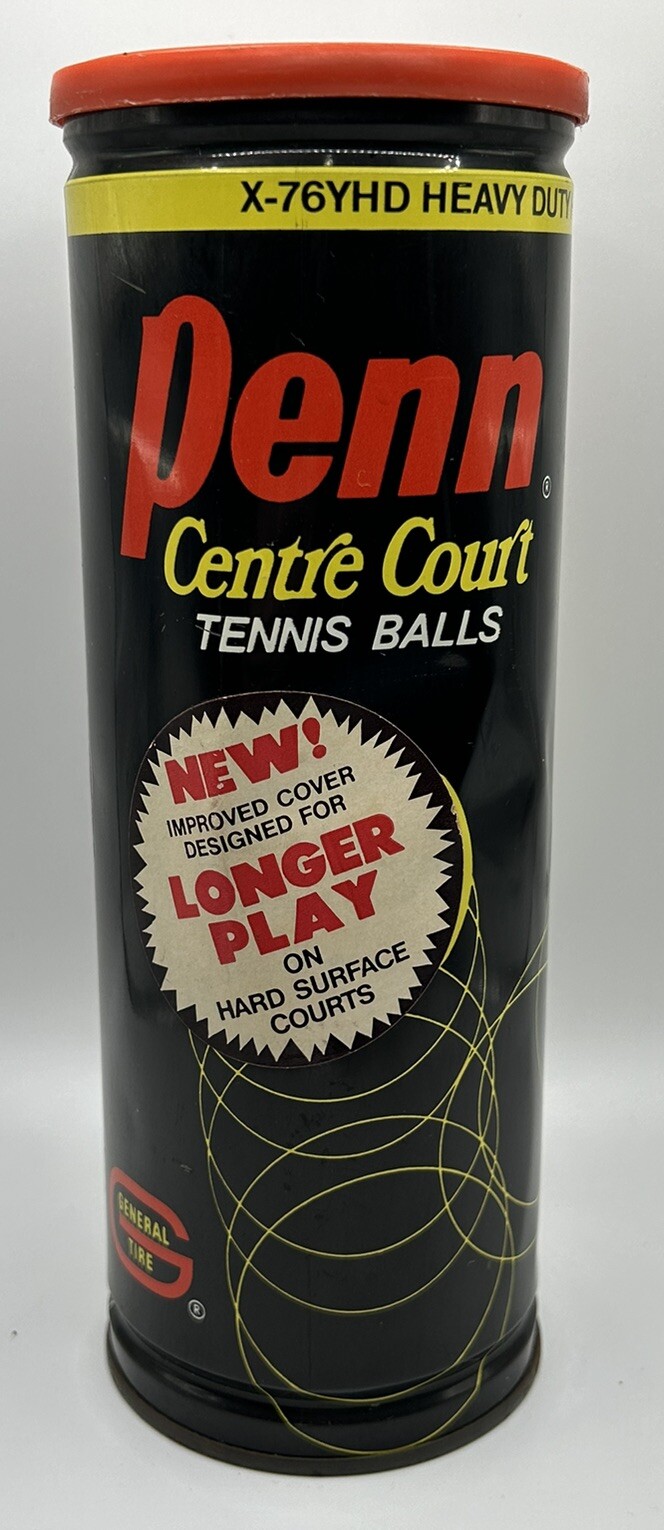 X-76YHD HEAVY DUTY
Penn®
Centre Court
TENNIS BALLS
NEW!
IMPROVED COVER
DESIGNED FOR
LONGER
PLAY
ON
HARD SURFACE
COURTS
GENERAL
TIRE
®